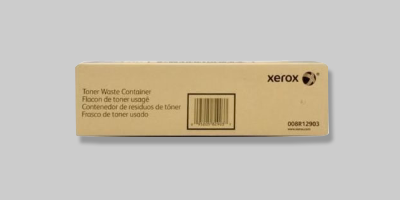 xerox
Toner Waste Container
Flacon de toner usagé
Contenedor de residuos de tóner
Frasco de toner usado
008R12903